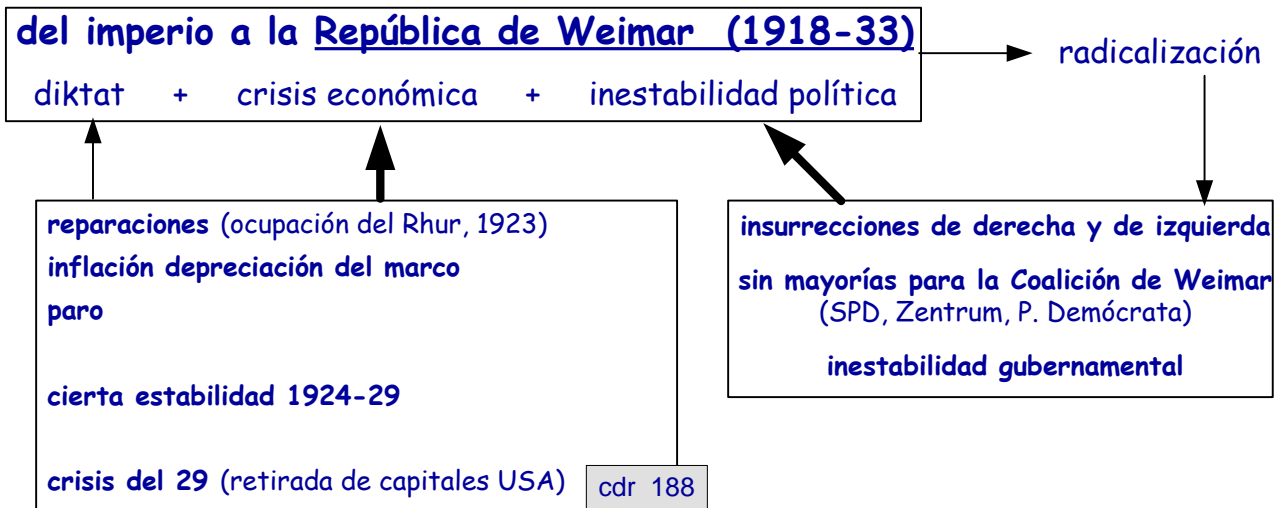 del imperio a la República de Weimar (1918-33)
diktat + crisis económica + inestabilidad política
radicalización
reparaciones (ocupación del Rhur, 1923)
inflación depreciación del marco
paro
cierta estabilidad 1924-29
crisis del 29 (retirada de capitales USA)
cdr 188
insurrecciones de derecha y de izquierda
sin mayorías para la Coalición de Weimar
(SPD, Zentrum, P. Demócrata)
inestabilidad gubernamental